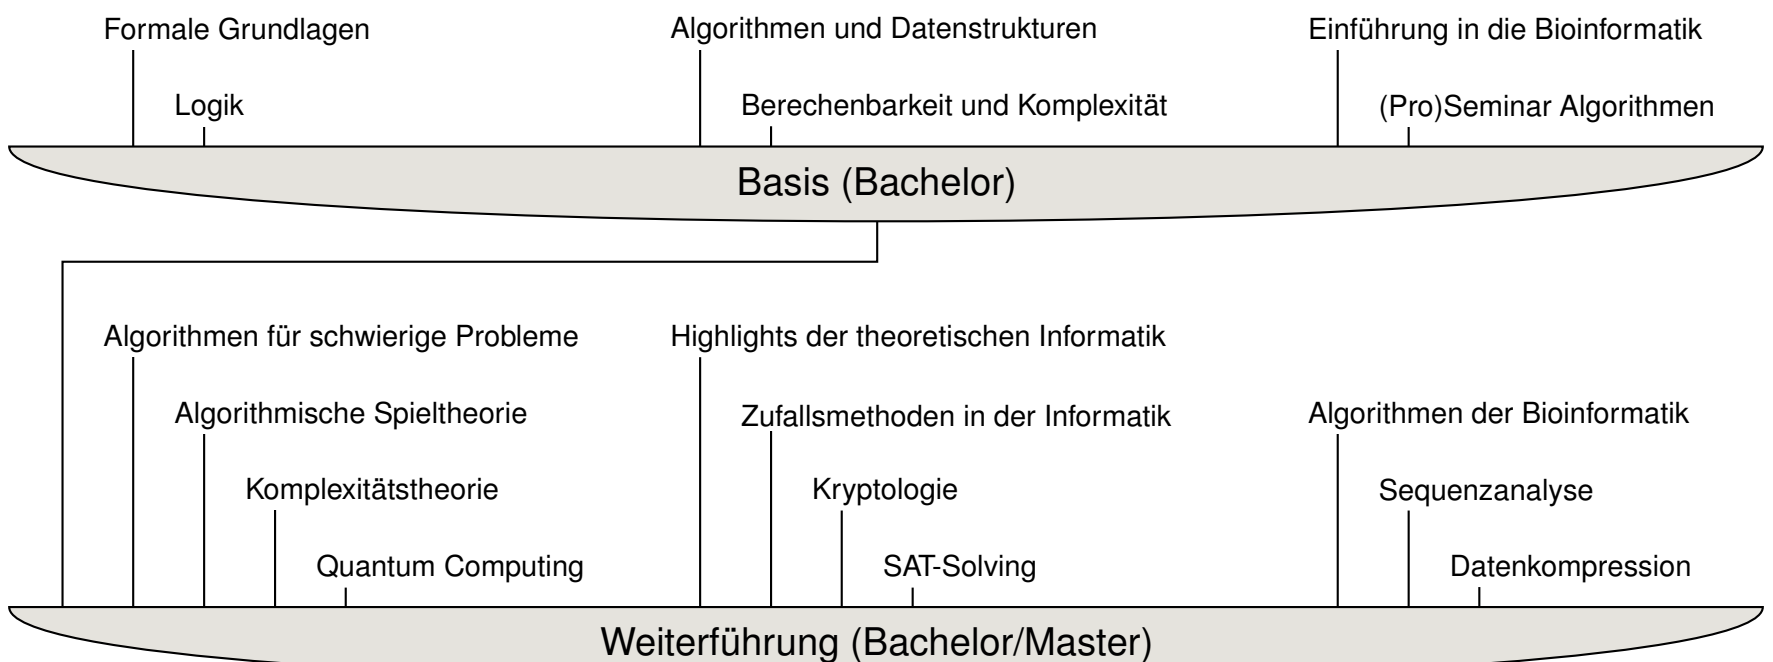 Formale Grundlagen
Algorithmen und Datenstrukturen
Einführung in die Bioinformatik
Logik
Berechenbarkeit und Komplexität
(Pro)Seminar Algorithmen
Basis (Bachelor)
Algorithmen für schwierige Probleme
Highlights der theoretischen Informatik
Algorithmische Spieltheorie
Zufallsmethoden in der Informatik
Algorithmen der Bioinformatik
Komplexitätstheorie
Kryptologie
Sequenzanalyse
Quantum Computing
SAT-Solving
Datenkompression
Weiterführung (Bachelor/Master)